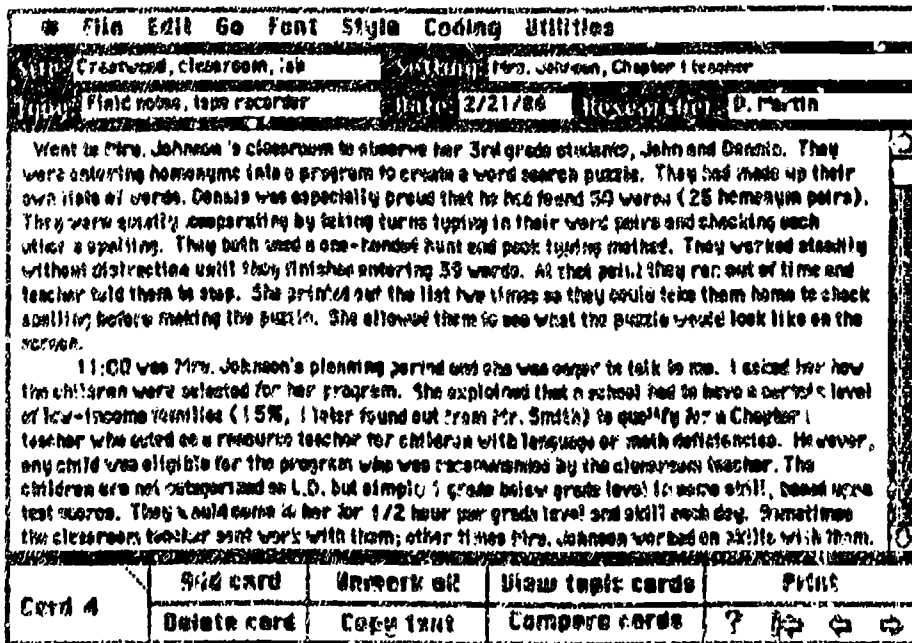 File Edit Go Font Style Coding Utilities
Site: Crestwood, classroom, lab Setting: Mrs. Johnson, Chapter I teacher
Type: Field notes, tape recorder Date: 2/21/86 Researcher: D. Martin
Went to Mrs. Johnson's classroom to observe her 3rd grade students, John and Dennis. They
were entering homonyms into a program to create a word search puzzle. They had made up their
own lists of words. Dennis was especially proud that he had found 50 words (25 homonym pairs).
They were quietly cooperating by taking turns typing in their word pairs and checking each
other's spelling. They both used a one-handed hunt and peck typing method. They worked steadily
without distraction until they finished entering 39 words. At that point they ran out of time and
teacher told them to stop. She printed out the list two times so they could take them home to check
spelling before making the puzzle. She allowed them to see what the puzzle would look like on the
screen.
11:00 was Mrs. Johnson's planning period and she was eager to talk to me. I asked her how
the children were selected for her program. She explained that a school had to have a certain level
of low-income families (15%, I later found out from Mr. Smith) to qualify for a Chapter I
teacher who acted as a resource teacher for children with language or math deficiencies. However,
any child was eligible for the program who was recommended by the classroom teacher. The
children are not categorized as L.D. but simply 1 grade below grade level in some skill, based upon
test scores. They would come to her for 1/2 hour per grade level and skill each day. Sometimes
the classroom teacher sent work with them; other times Mrs. Johnson worked on skills with them.
Card 4 Add card Unmark all View topic cards Print
Delete card Copy text Compare cards ?